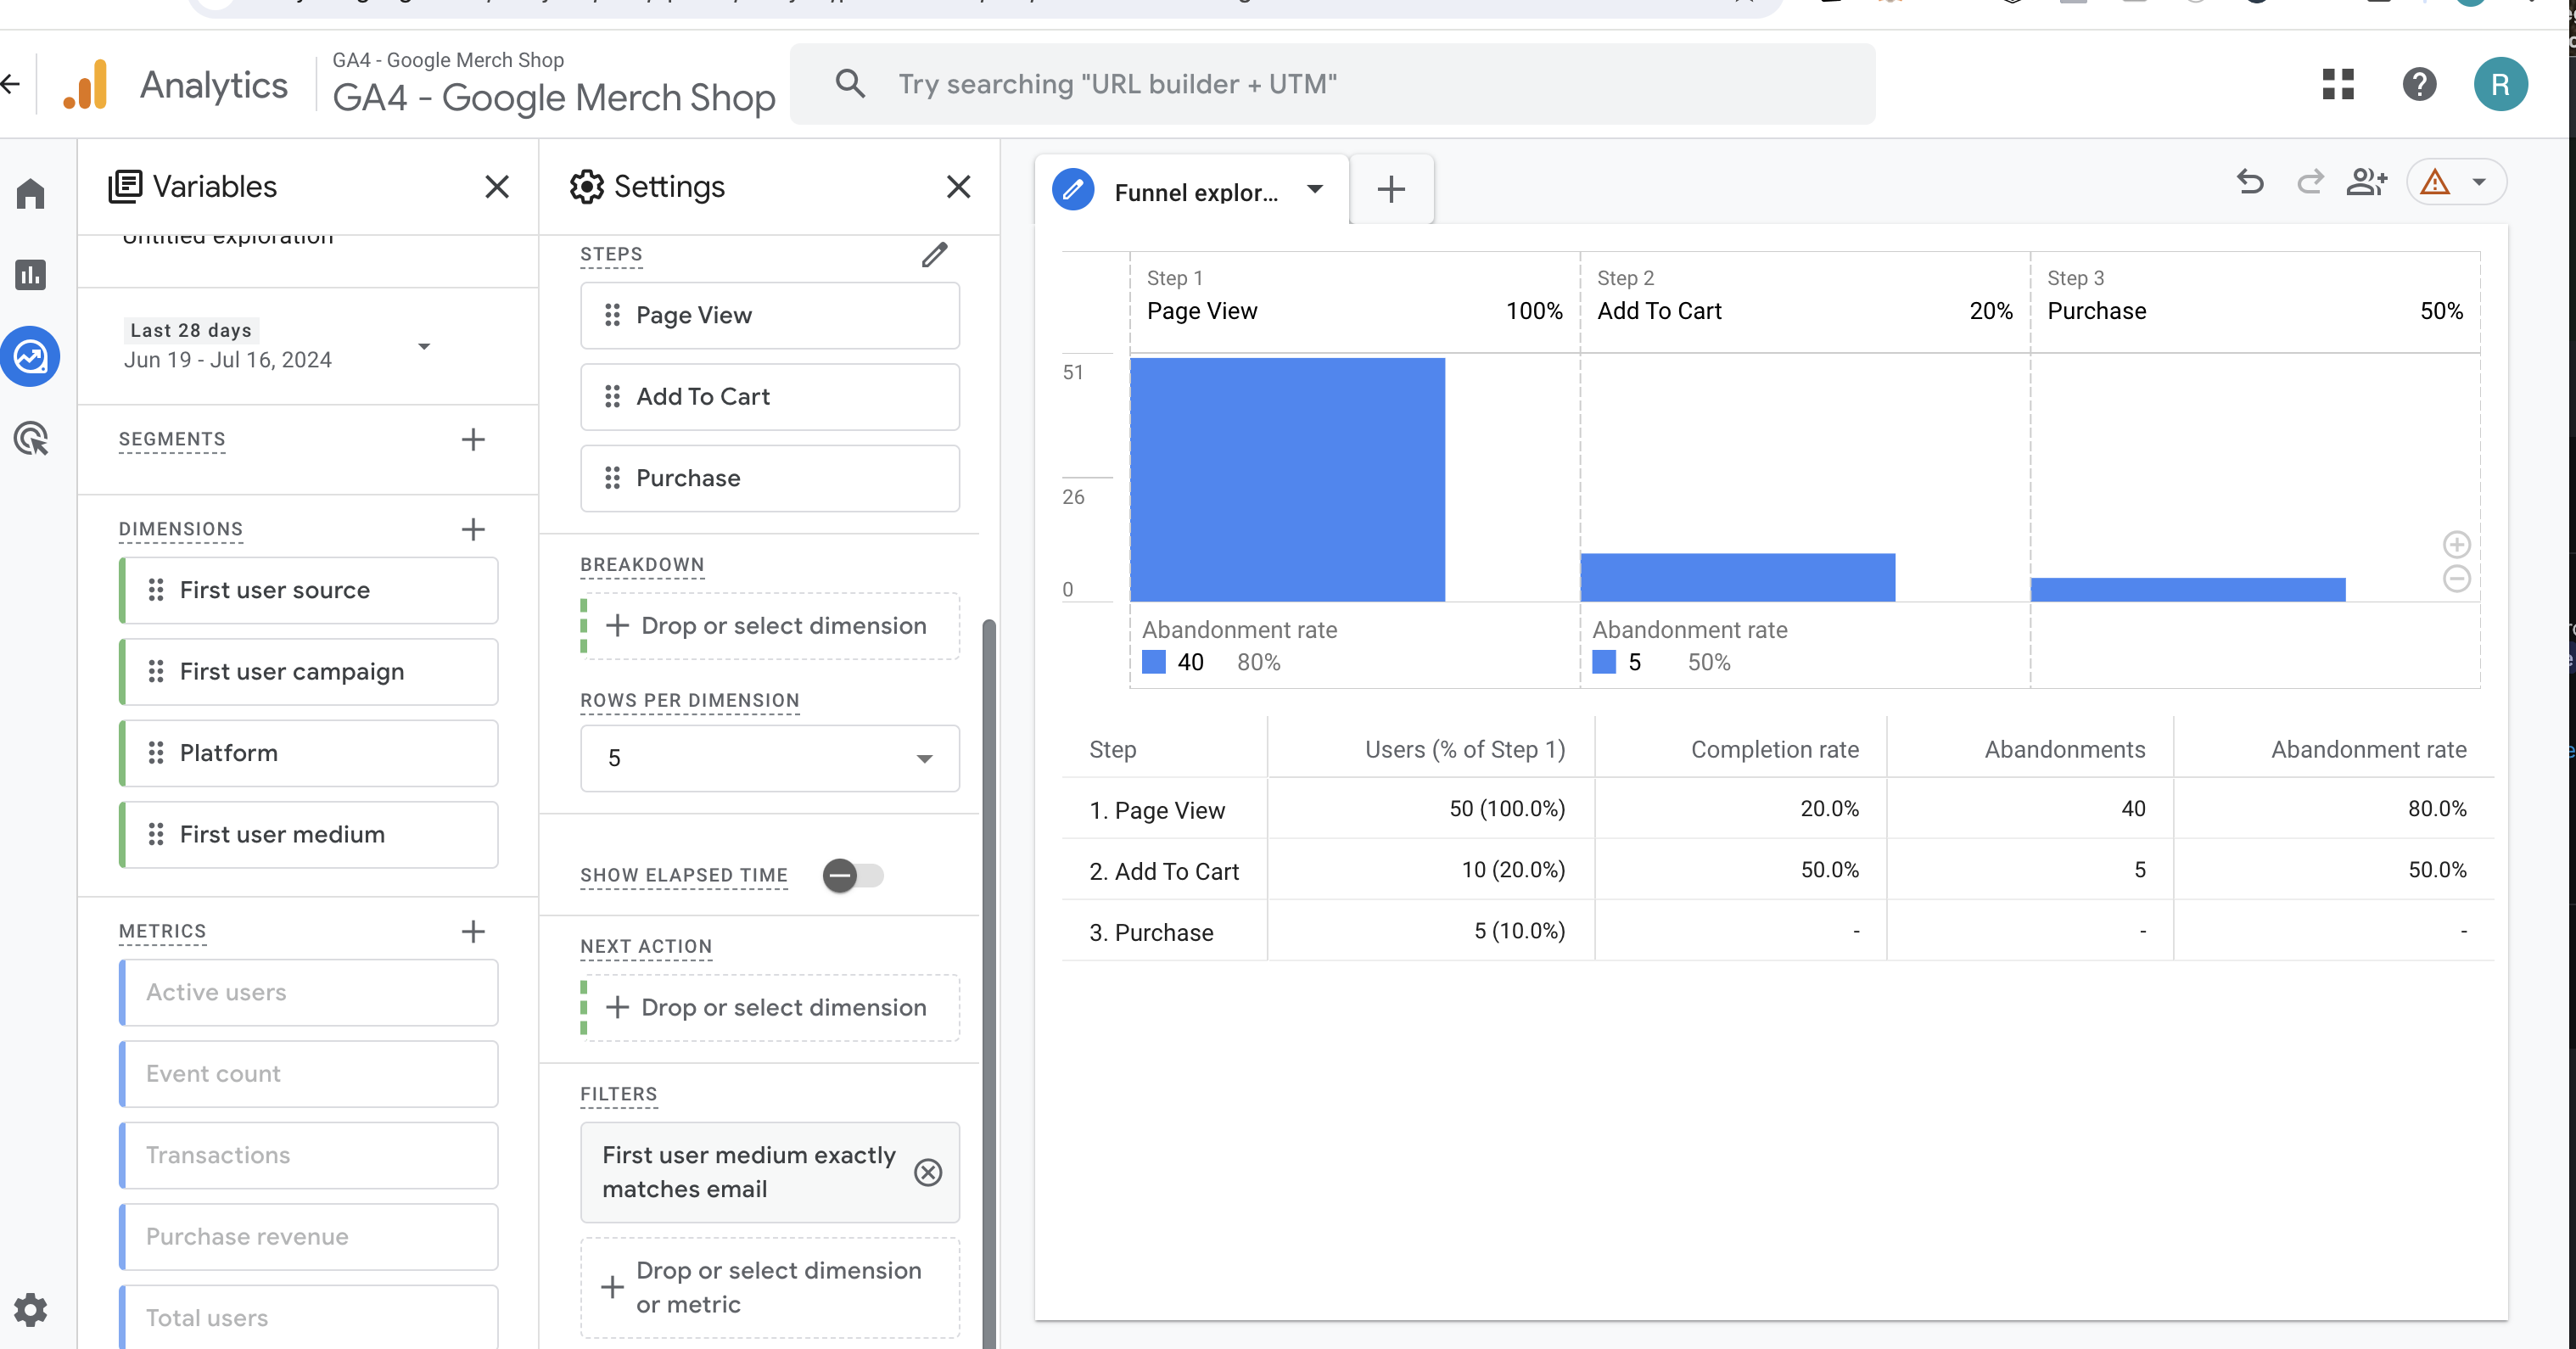 Analytics
GA4 - Google Merch Shop
GA4 - Google Merch Shop
Try searching "URL builder + UTM"
R
Variables
Untitled exploration
Last 28 days
Jun 19 - Jul 16, 2024
SEGMENTS
DIMENSIONS
First user source
First user campaign
Platform
First user medium
METRICS
Active users
Event count
Transactions
Purchase revenue
Total users
Settings
STEPS
Page View
Add To Cart
Purchase
BREAKDOWN
Drop or select dimension
ROWS PER DIMENSION
5
SHOW ELAPSED TIME
NEXT ACTION
Drop or select dimension
FILTERS
First user medium exactly
matches email
Drop or select dimension
or metric
Funnel explor...
Step 1
Page View 100%
Step 2
Add To Cart 20%
Step 3
Purchase 50%
51
26
0
Abandonment rate
40 80%
Abandonment rate
5 50%
Step Users (% of Step 1) Completion rate Abandonments Abandonment rate
1. Page View 50 (100.0%) 20.0% 40 80.0%
2. Add To Cart 10 (20.0%) 50.0% 5 50.0%
3. Purchase 5 (10.0%) - - -